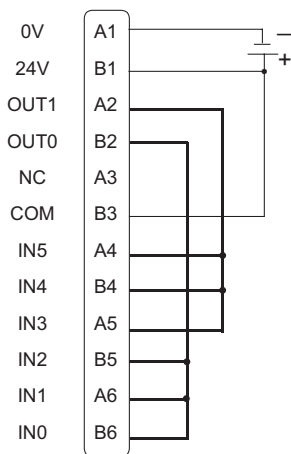 0V A1 −
24V B1 +
OUT1 A2
OUT0 B2
NC A3
COM B3
IN5 A4
IN4 B4
IN3 A5
IN2 B5
IN1 A6
IN0 B6